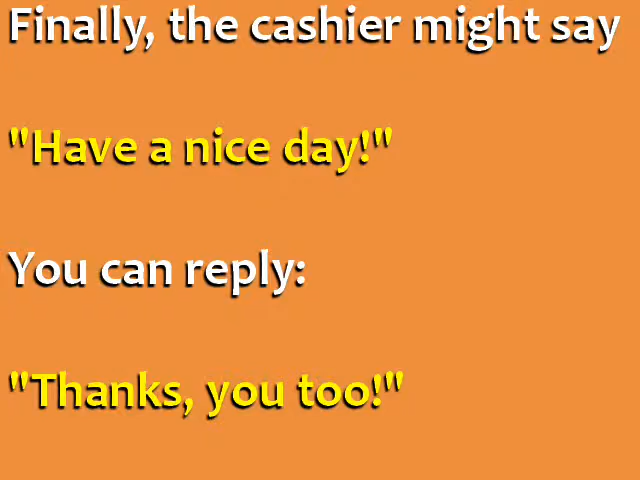 Finally, the cashier might say
"Have a nice day!"
You can reply:
"Thanks, you too!"